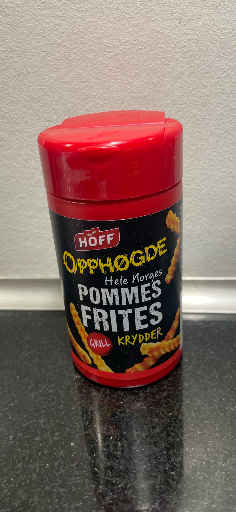 HOFF
OPPHØGDE
Hele Norges
POMMES
FRITES
GRILL KRYDDER